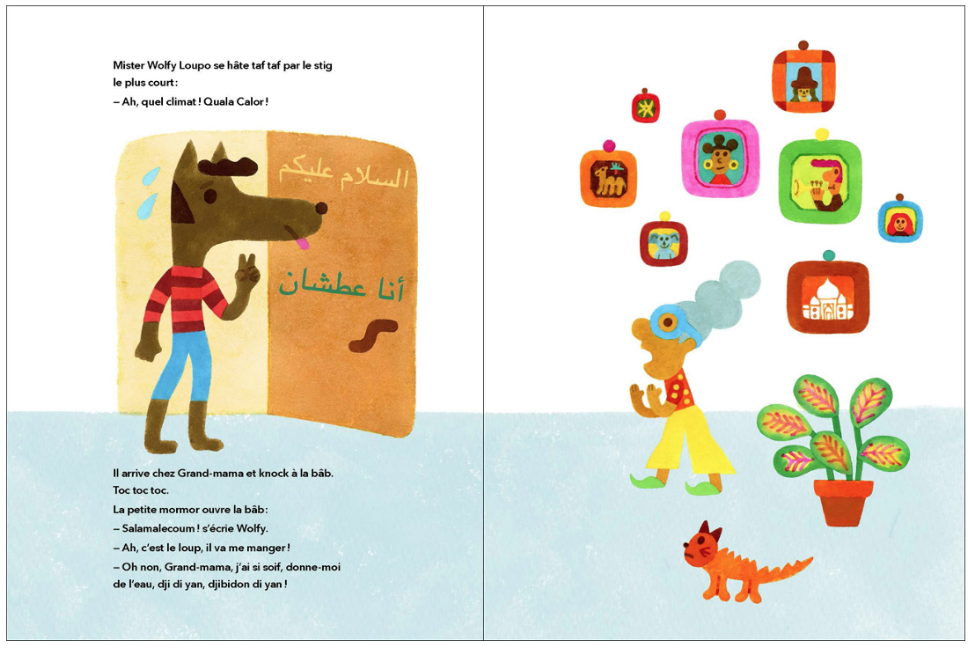 Mister Wolfy Loupo se hâte taf taf par le stig
le plus court :
– Ah, quel climat ! Quala Calor !
السلام عليكم
أنا عطشان
Il arrive chez Grand-mama et knock à la bâb.
Toc toc toc.
La petite mormor ouvre la bâb :
– Salamalecoum ! s’écrie Wolfy.
– Ah, c’est le loup, il va me manger !
– Oh non, Grand-mama, j’ai si soif, donne-moi
de l’eau, dji di yan, djibidon di yan !